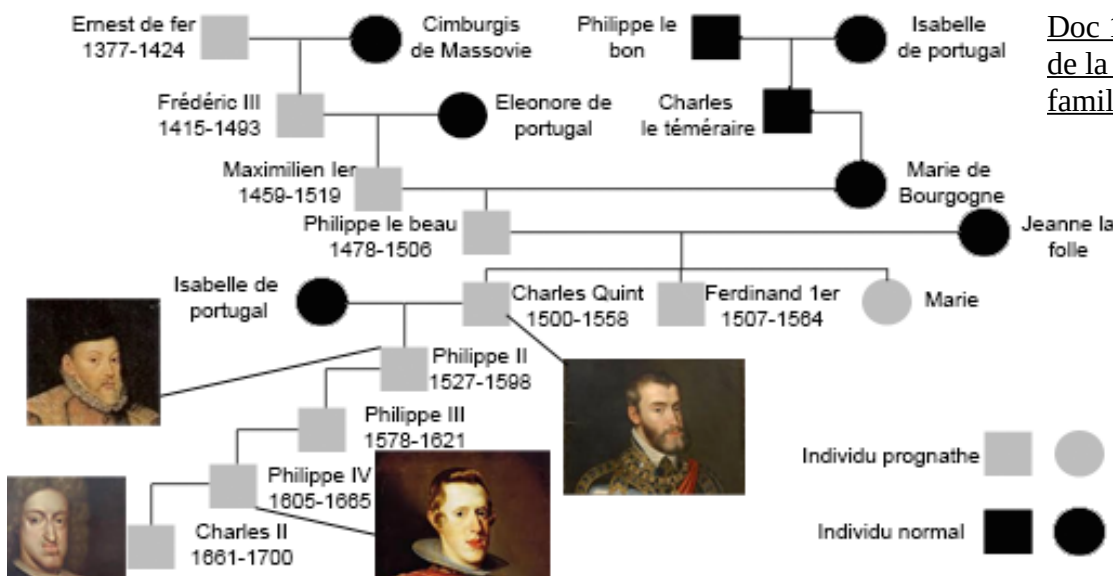 Ernest de fer
1377-1424
Cimburgis
de Massovie
Philippe le
bon
Isabelle
de portugal
Doc
de la
famil
Frédéric III
1415-1493
Eleonore de
portugal
Charles
le téméraire
Maximilien Ier
1459-1519
Marie de
Bourgogne
Philippe le beau
1478-1506
Jeanne la
folle
Isabelle de
portugal
Charles Quint
1500-1558
Ferdinand 1er
1507-1564
Marie
Philippe II
1527-1598
Philippe III
1578-1621
Philippe IV
1605-1665
Charles II
1661-1700
Individu prognathe
Individu normal